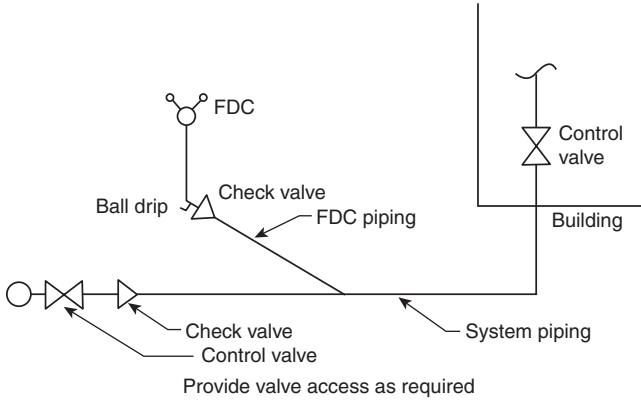 FDC
Control
valve
Check valve
Ball drip
FDC piping
Building
Check valve
System piping
Control valve
Provide valve access as required